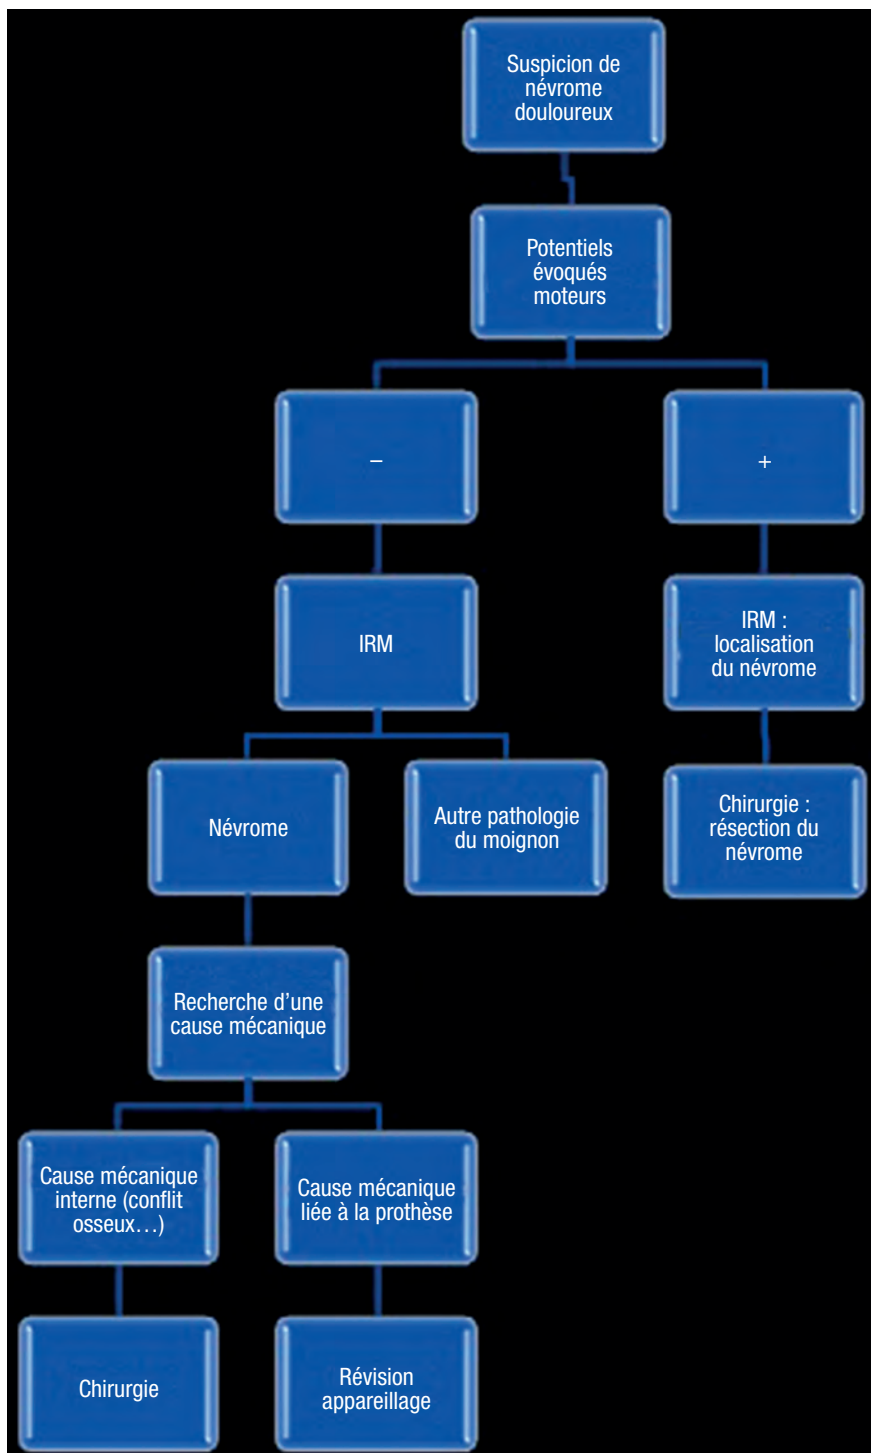 Suspicion de
névrome
douloureux
Potentiels
évoqués
moteurs
–
+
IRM
IRM :
localisation
du névrome
Névrome
Autre pathologie
du moignon
Chirurgie :
résection du
névrome
Recherche d’une
cause mécanique
Cause mécanique
interne (conflit
osseux…)
Cause mécanique
liée à la prothèse
Chirurgie
Révision
appareillage